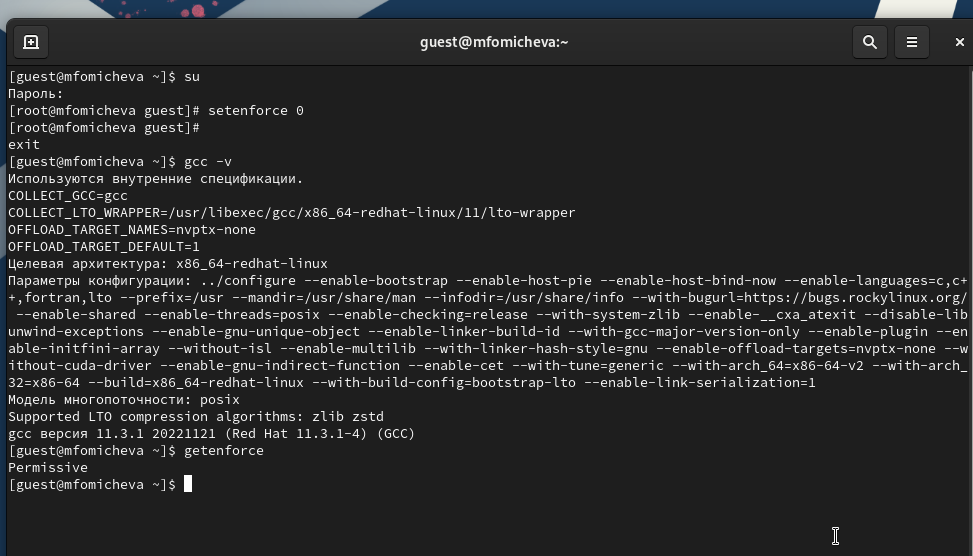 guest@mfomicheva:~
[guest@mfomicheva ~]$ su
Пароль:
[root@mfomicheva guest]# setenforce 0
[root@mfomicheva guest]#
exit
[guest@mfomicheva ~]$ gcc -v
Используются внутренние спецификации.
COLLECT_GCC=gcc
COLLECT_LTO_WRAPPER=/usr/libexec/gcc/x86_64-redhat-linux/11/lto-wrapper
OFFLOAD_TARGET_NAMES=nvptx-none
OFFLOAD_TARGET_DEFAULT=1
Целевая архитектура: x86_64-redhat-linux
Параметры конфигурации: ../configure --enable-bootstrap --enable-host-pie --enable-host-bind-now --enable-languages=c,c+
+,fortran,lto --prefix=/usr --mandir=/usr/share/man --infodir=/usr/share/info --with-bugurl=https://bugs.rockylinux.org/
--enable-shared --enable-threads=posix --enable-checking=release --with-system-zlib --enable-__cxa_atexit --disable-lib
unwind-exceptions --enable-gnu-unique-object --enable-linker-build-id --with-gcc-major-version-only --enable-plugin --en
able-initfini-array --without-isl --enable-multilib --with-linker-hash-style=gnu --enable-offload-targets=nvptx-none --w
ithout-cuda-driver --enable-gnu-indirect-function --enable-cet --with-tune=generic --with-arch_64=x86-64-v2 --with-arch_
32=x86-64 --build=x86_64-redhat-linux --with-build-config=bootstrap-lto --enable-link-serialization=1
Модель многопоточности: posix
Supported LTO compression algorithms: zlib zstd
gcc версия 11.3.1 20221121 (Red Hat 11.3.1-4) (GCC)
[guest@mfomicheva ~]$ getenforce
Permissive
[guest@mfomicheva ~]$